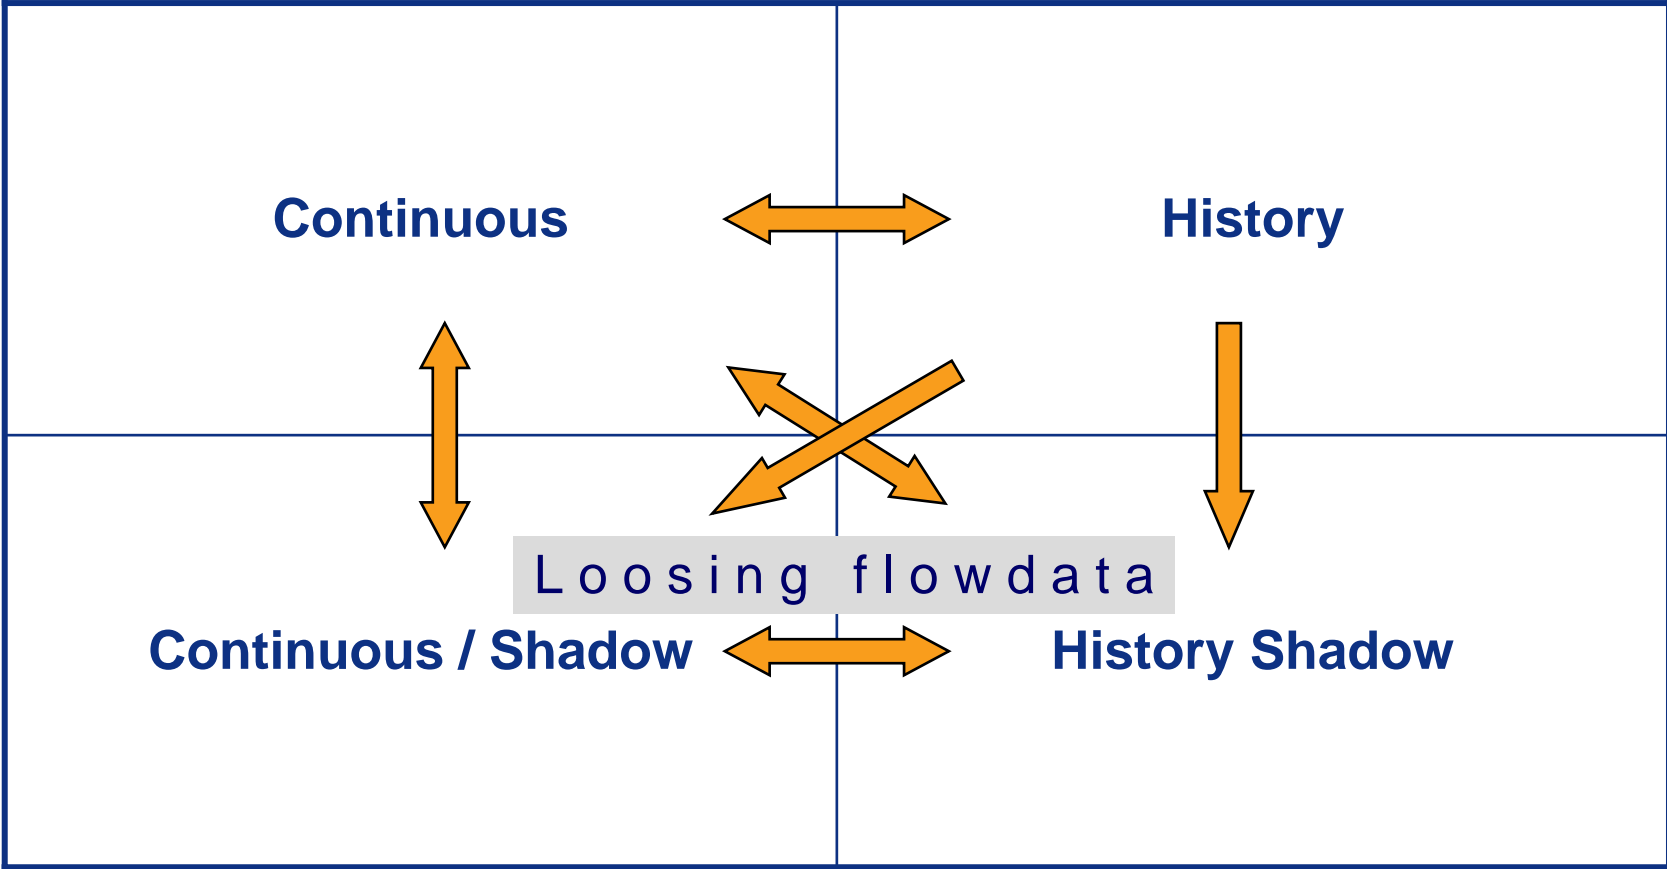 Continuous
History
Loosing flowdata
Continuous / Shadow
History Shadow